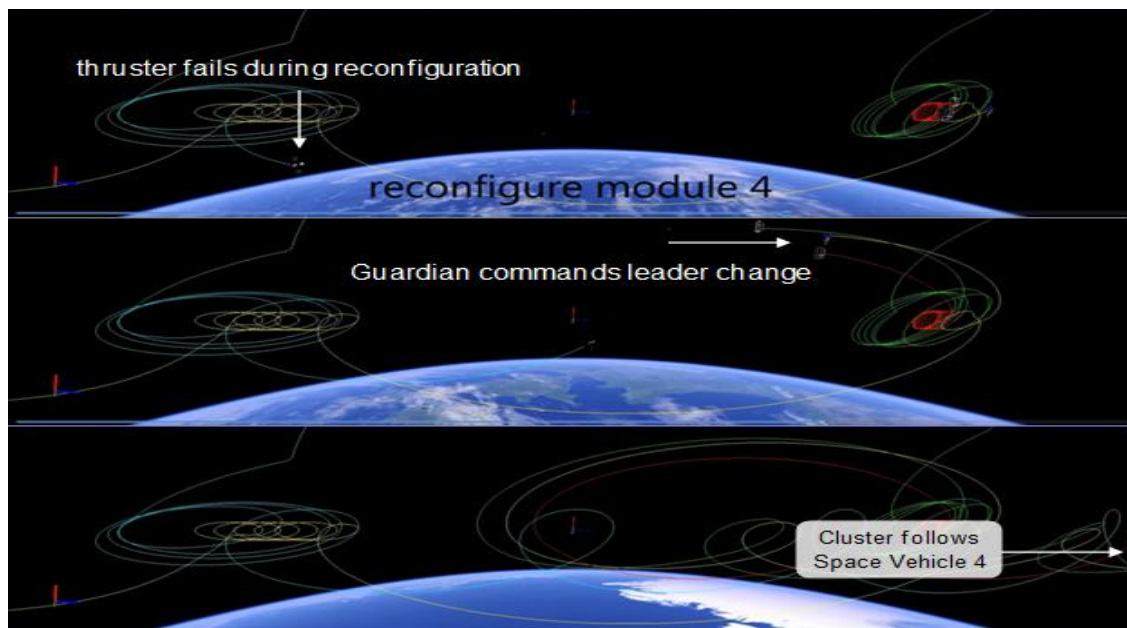 thruster fails during reconfiguration
reconfigure module 4
Guardian commands leader change
Cluster follows
Space Vehicle 4